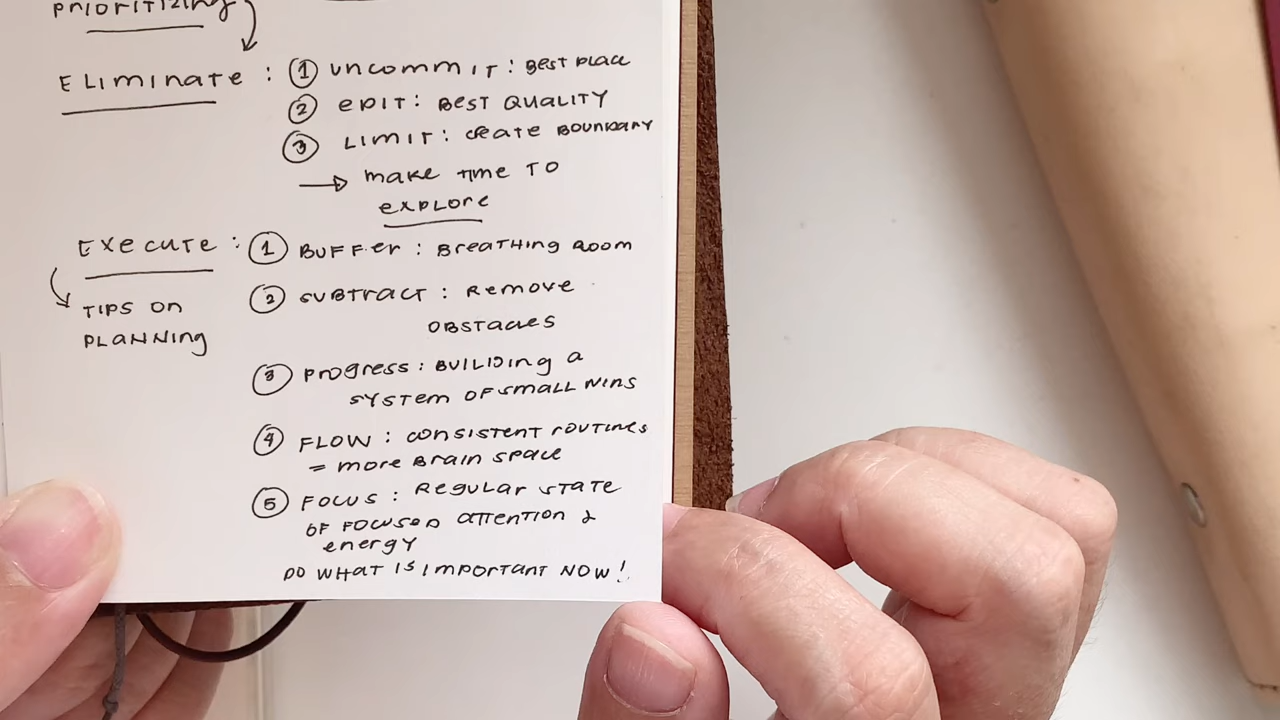 PRIORITIZING
ELIMINATE : ① UNCOMMIT : BEST PLACE
② EDIT : BEST QUALITY
③ LIMIT : CREATE BOUNDARY
→ MAKE TIME TO
EXPLORE
EXECUTE : ① BUFFER : BREATHING ROOM
② SUBTRACT : REMOVE
OBSTACLES
TIPS ON
PLANNING
③ PROGRESS : BUILDING A
SYSTEM OF SMALL WINS
④ FLOW : CONSISTENT ROUTINES
= MORE BRAIN SPACE
⑤ FOCUS : REGULAR STATE
OF FOCUSED ATTENTION &
ENERGY
DO WHAT IS IMPORTANT NOW!